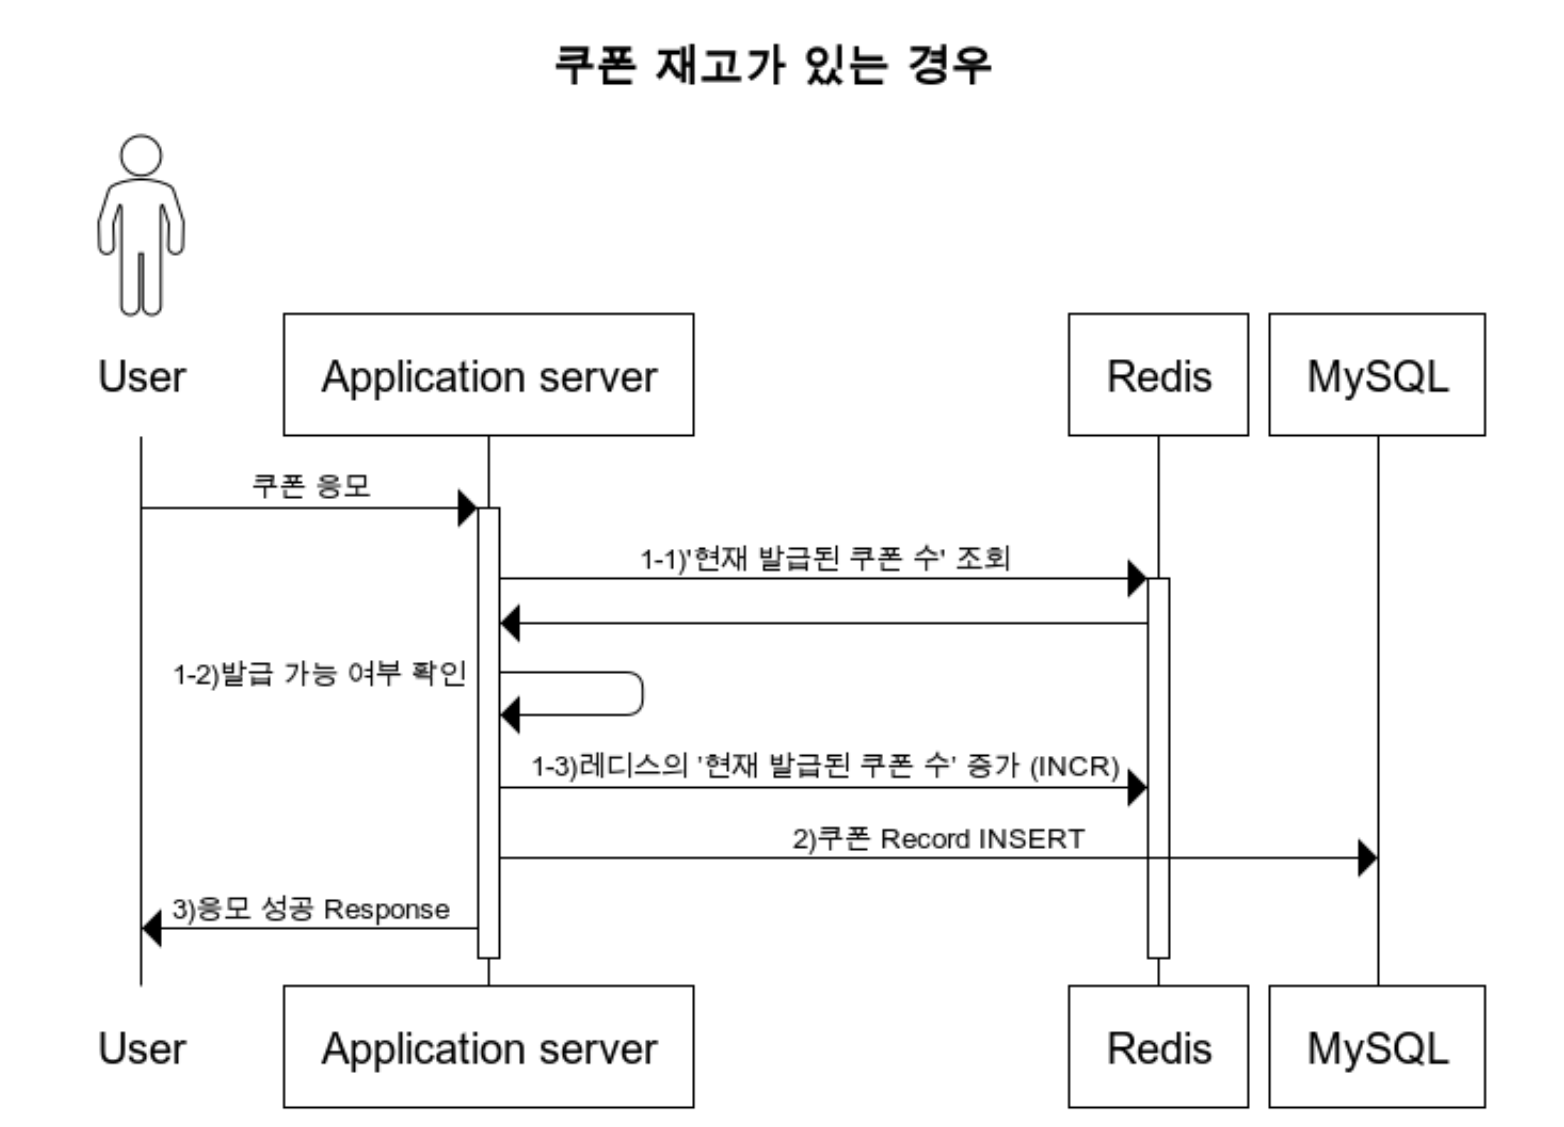 쿠폰 재고가 있는 경우
User
Application server
Redis
MySQL
쿠폰 응모
1-1)'현재 발급된 쿠폰 수' 조회
1-2)발급 가능 여부 확인
1-3)레디스의 '현재 발급된 쿠폰 수' 증가 (INCR)
2)쿠폰 Record INSERT
3)응모 성공 Response
User
Application server
Redis
MySQL